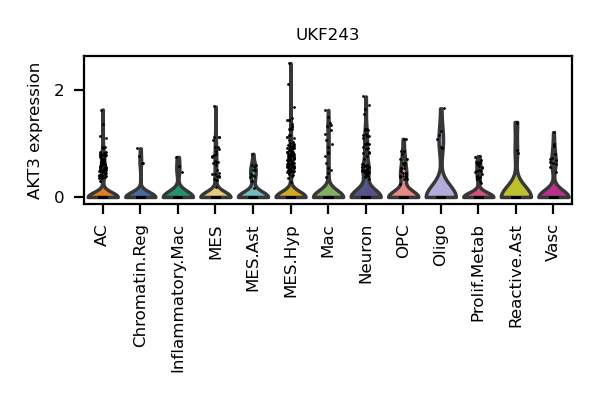 UKF243
AKT3 expression
2
0
AC
Chromatin.Reg
Inflammatory.Mac
MES
MES.Ast
MES.Hyp
Mac
Neuron
OPC
Oligo
Prolif.Metab
Reactive.Ast
Vasc